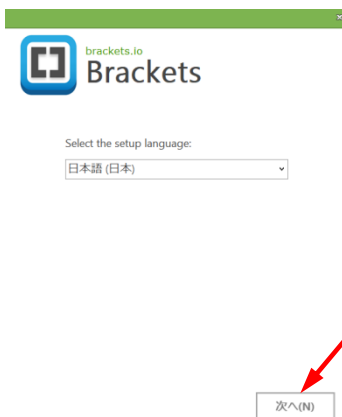 brackets.io
Brackets
Select the setup language:
日本語 (日本)
次へ(N)